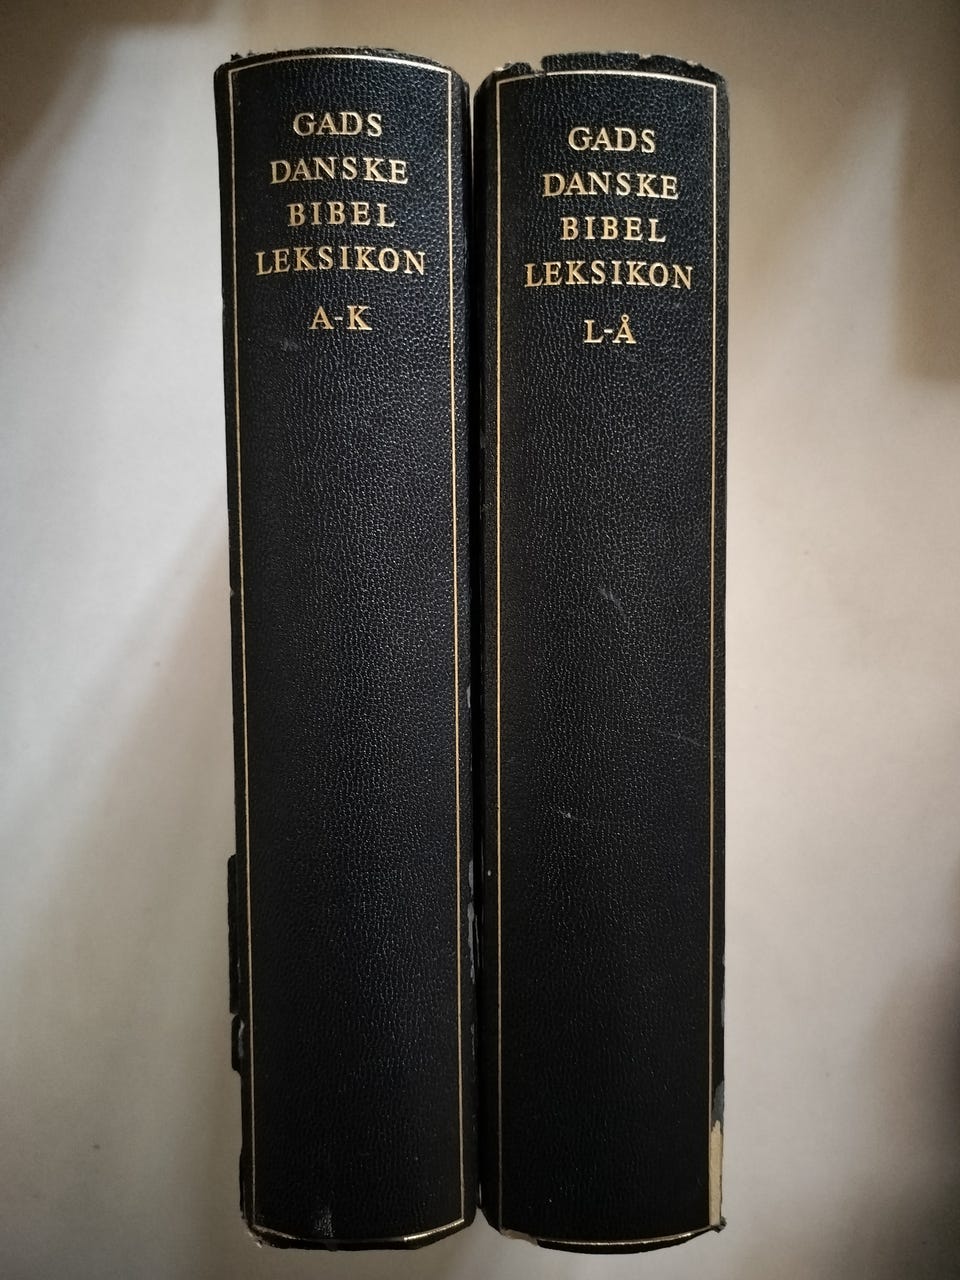 GADS
DANSKE
BIBEL
LEKSIKON
A-K
GADS
DANSKE
BIBEL
LEKSIKON
L-Å